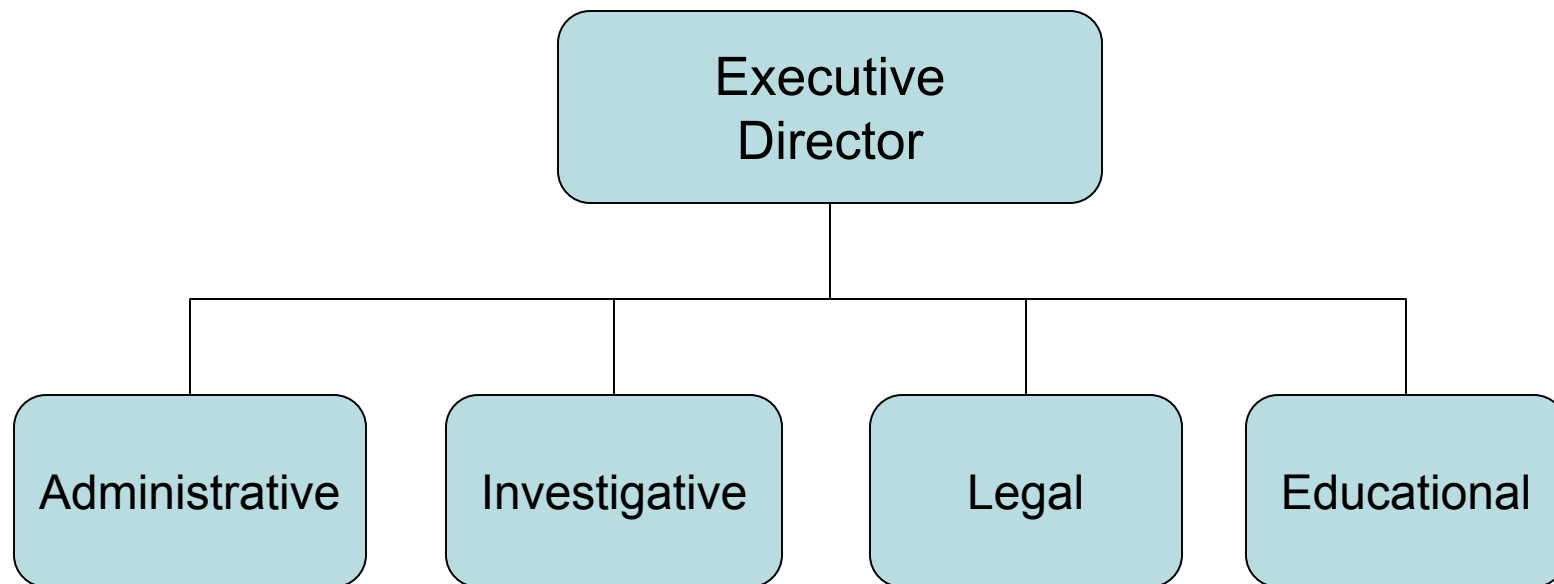 Executive
Director
Administrative
Investigative
Legal
Educational